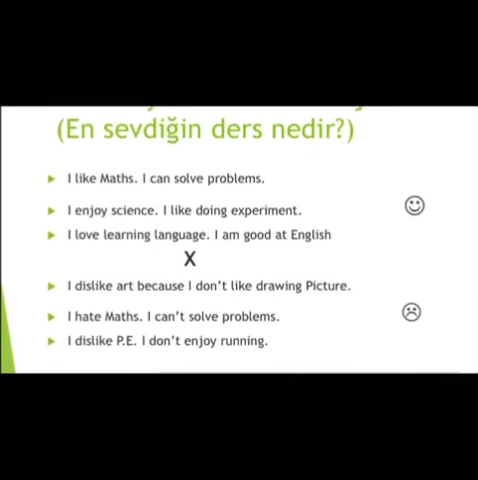 (En sevdiğin ders nedir?)
I like Maths. I can solve problems.
I enjoy science. I like doing experiment.
I love learning language. I am good at English
X
I dislike art because I don't like drawing Picture.
I hate Maths. I can't solve problems.
I dislike P.E. I don't enjoy running.